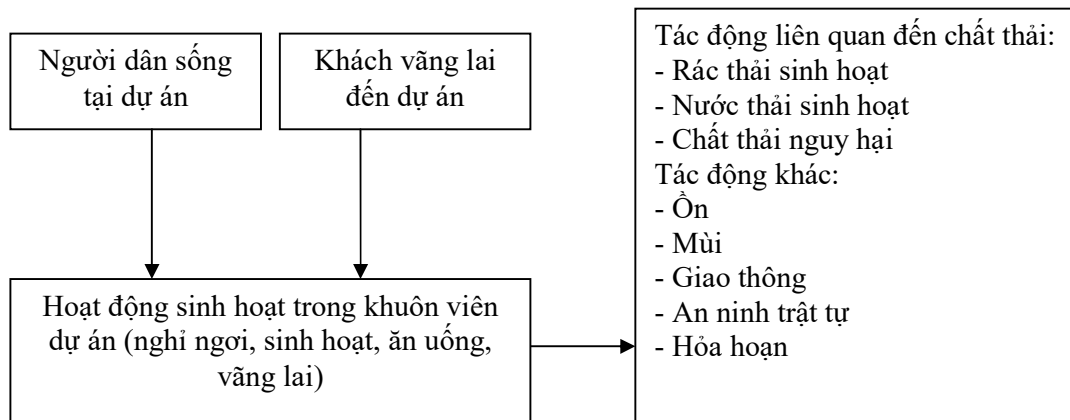 Người dân sống
tại dự án
Khách vãng lai
đến dự án
Hoạt động sinh hoạt trong khuôn viên
dự án (nghỉ ngơi, sinh hoạt, ăn uống,
vãng lai)
Tác động liên quan đến chất thải:
- Rác thải sinh hoạt
- Nước thải sinh hoạt
- Chất thải nguy hại
Tác động khác:
- Ồn
- Mùi
- Giao thông
- An ninh trật tự
- Hỏa hoạn